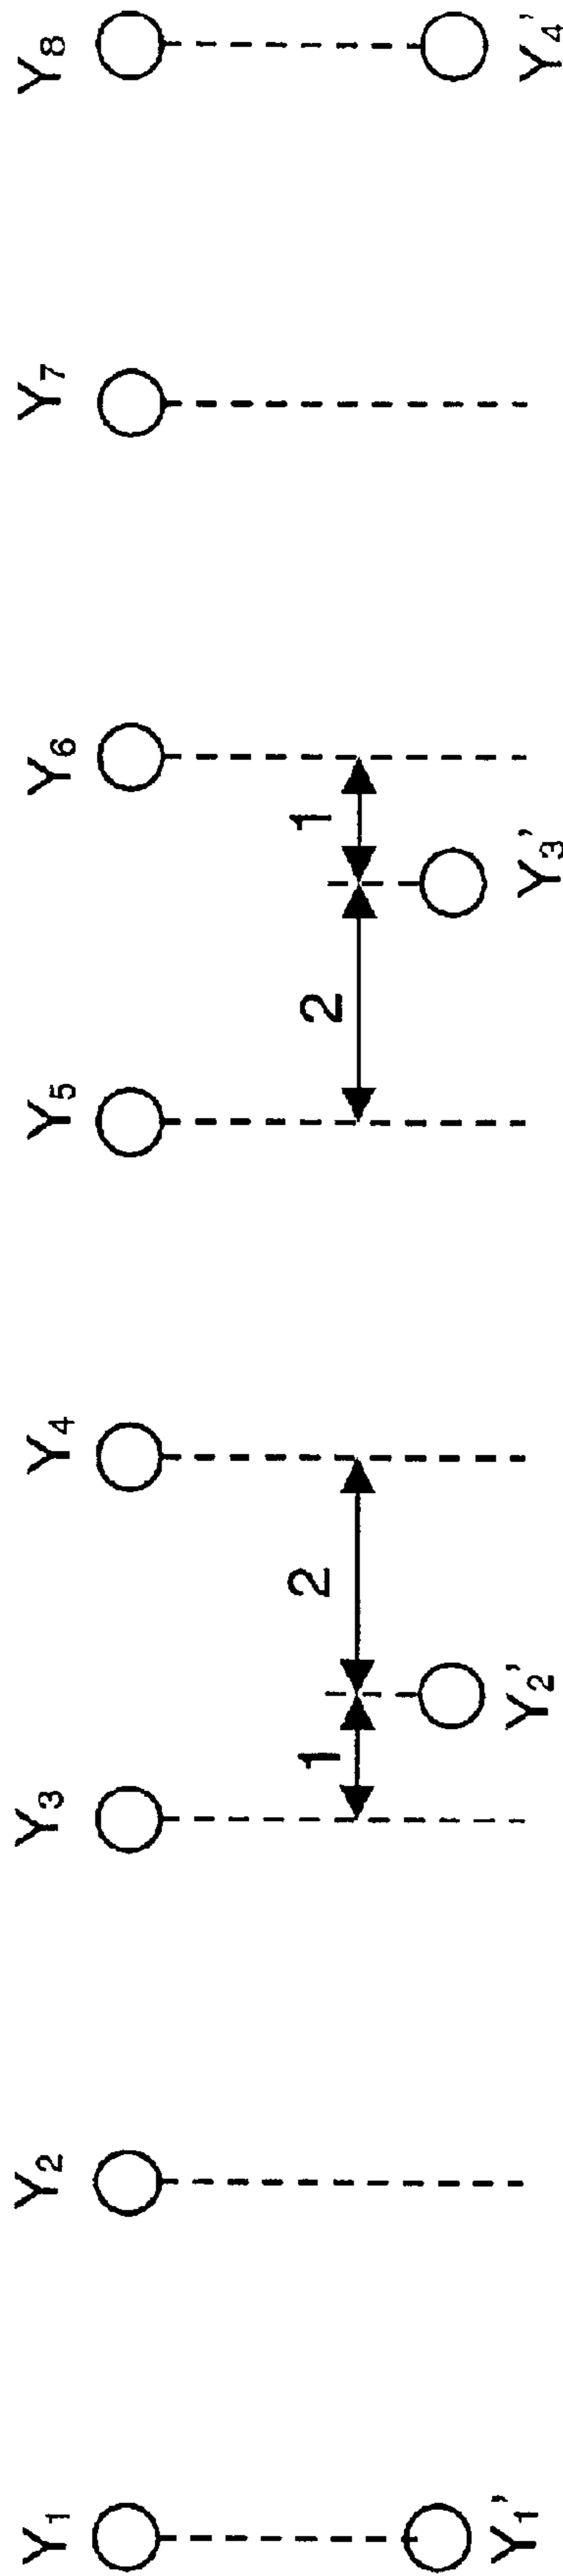 Y₁ Y₂ Y₃ Y₄ Y₅ Y₆ Y₇ Y₈
1 2 2 1
Y₁' Y₂' Y₃' Y₄'